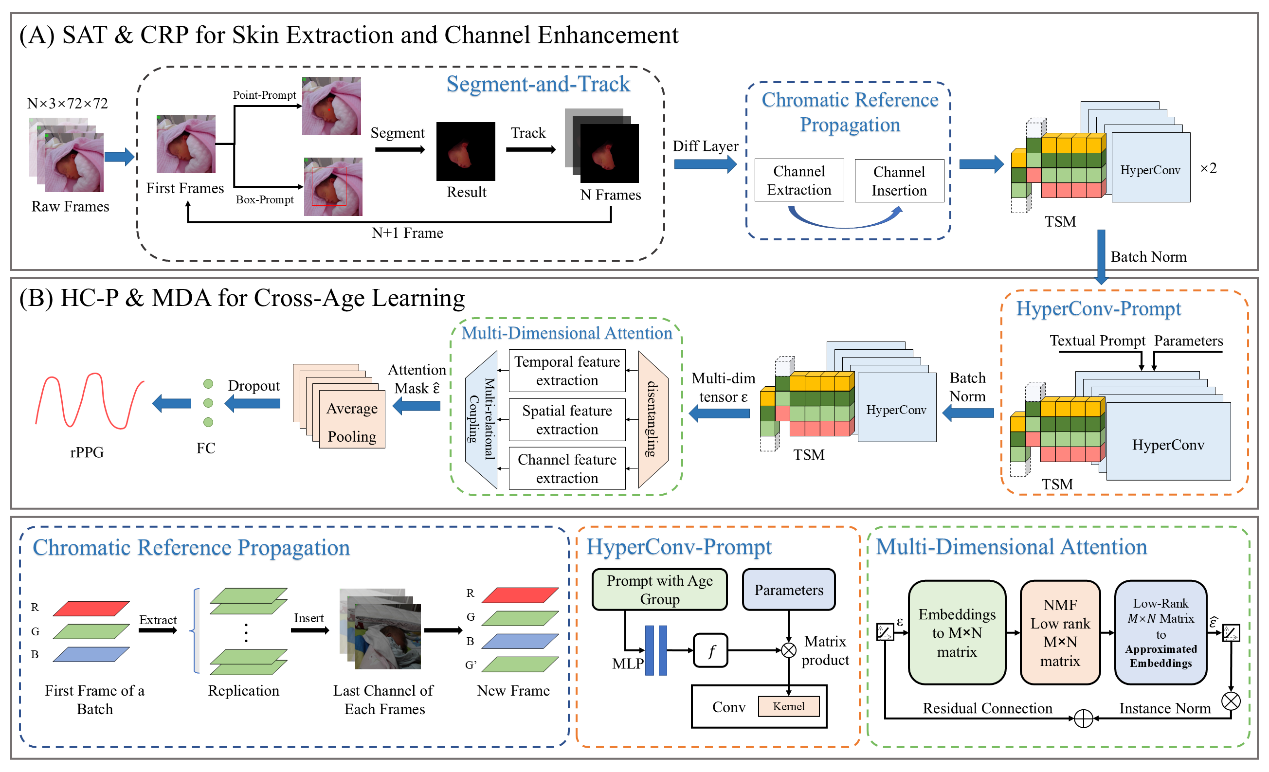 (A) SAT & CRP for Skin Extraction and Channel Enhancement
N×3×72×72
Raw Frames
Segment-and-Track
First Frames
Point-Prompt
Box-Prompt
Segment
Result
Track
N Frames
N+1 Frame
Diff Layer
Chromatic Reference
Propagation
Channel
Extraction
Channel
Insertion
HyperConv
×2
TSM
Batch Norm
(B) HC-P & MDA for Cross-Age Learning
HyperConv-Prompt
Textual Prompt
Parameters
HyperConv
TSM
Batch
Norm
HyperConv
TSM
Multi-dim
tensor ε
Multi-Dimensional Attention
Temporal feature
extraction
Spatial feature
extraction
Channel feature
extraction
disentangling
Multi-relational
Coupling
Attention
Mask ε̂
Average
Pooling
Dropout
FC
rPPG
Chromatic Reference Propagation
R
G
B
First Frame of a
Batch
Extract
Replication
Insert
Last Channel of
Each Frames
R
G
B
G'
New Frame
HyperConv-Prompt
Prompt with Age
Group
Parameters
MLP
f
Matrix
product
Conv
Kernel
Multi-Dimensional Attention
ε
Embeddings
to M×N
matrix
NMF
Low rank
M×N
matrix
Low-Rank
M×N Matrix
to
Approximated
Embeddings
ε̂
Residual Connection
Instance Norm